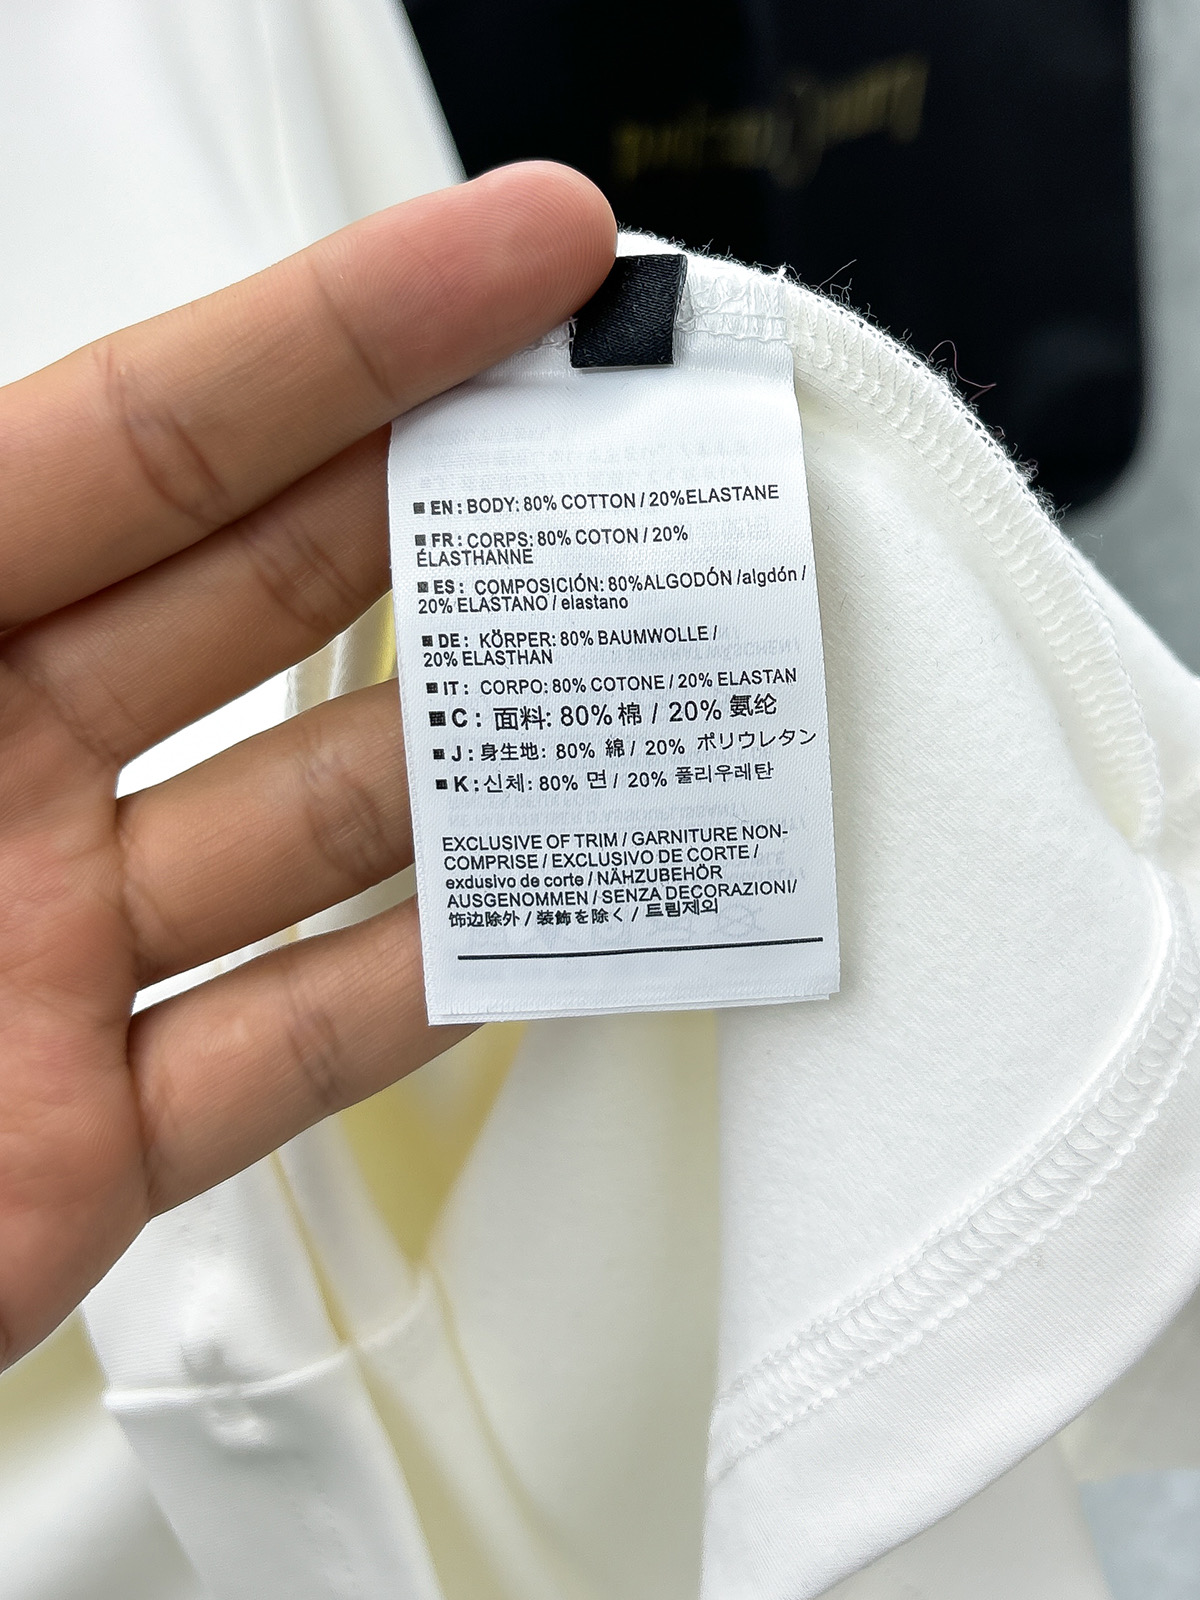 EN: BODY: 80% COTTON / 20%ELASTANE
FR: CORPS: 80% COTON / 20%
ÉLASTHANNE
ES: COMPOSICIÓN: 80%ALGODÓN /algdón /
20% ELASTANO / elastano
DE: KÖRPER: 80% BAUMWOLLE /
20% ELASTHAN
IT: CORPO: 80% COTONE / 20% ELASTAN
C: 面料: 80% 棉 / 20% 氨纶
J: 身生地: 80% 綿 / 20% ポリウレタン
K: 신체: 80% 면 / 20% 폴리우레탄
EXCLUSIVE OF TRIM / GARNITURE NON-
COMPRISE / EXCLUSIVO DE CORTE /
exdusivo de corte / NÄHZUBEHÖR
AUSGENOMMEN / SENZA DECORAZIONI/
饰边除外 / 装飾を除く / 트림제외